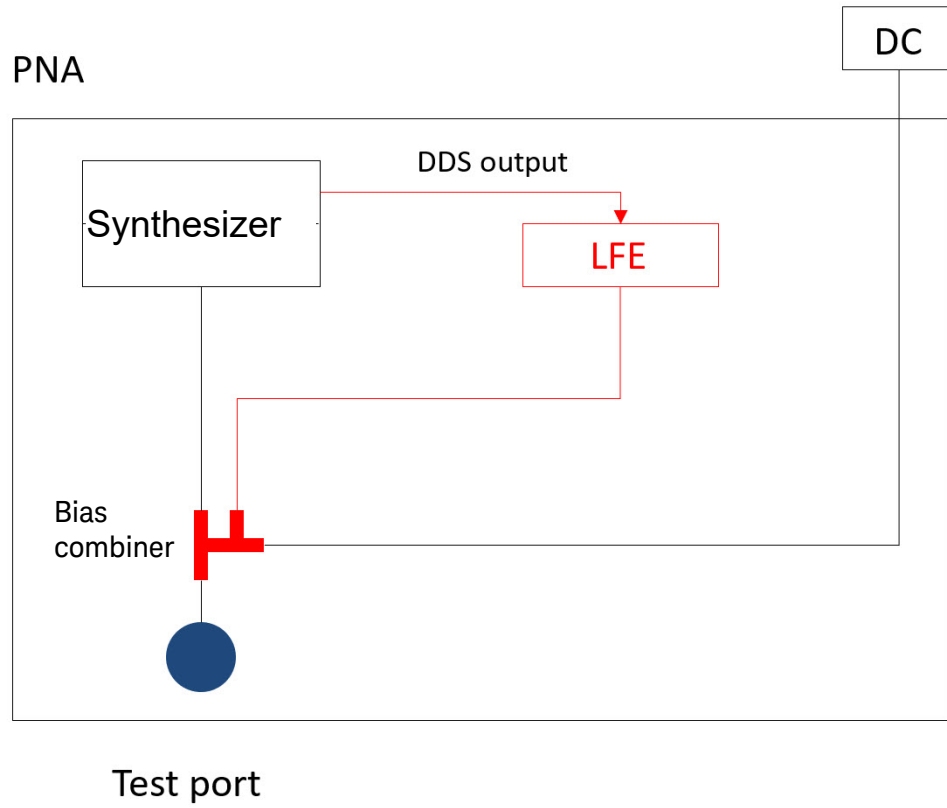 DC
PNA
DDS output
Synthesizer
LFE
Bias
combiner
Test port